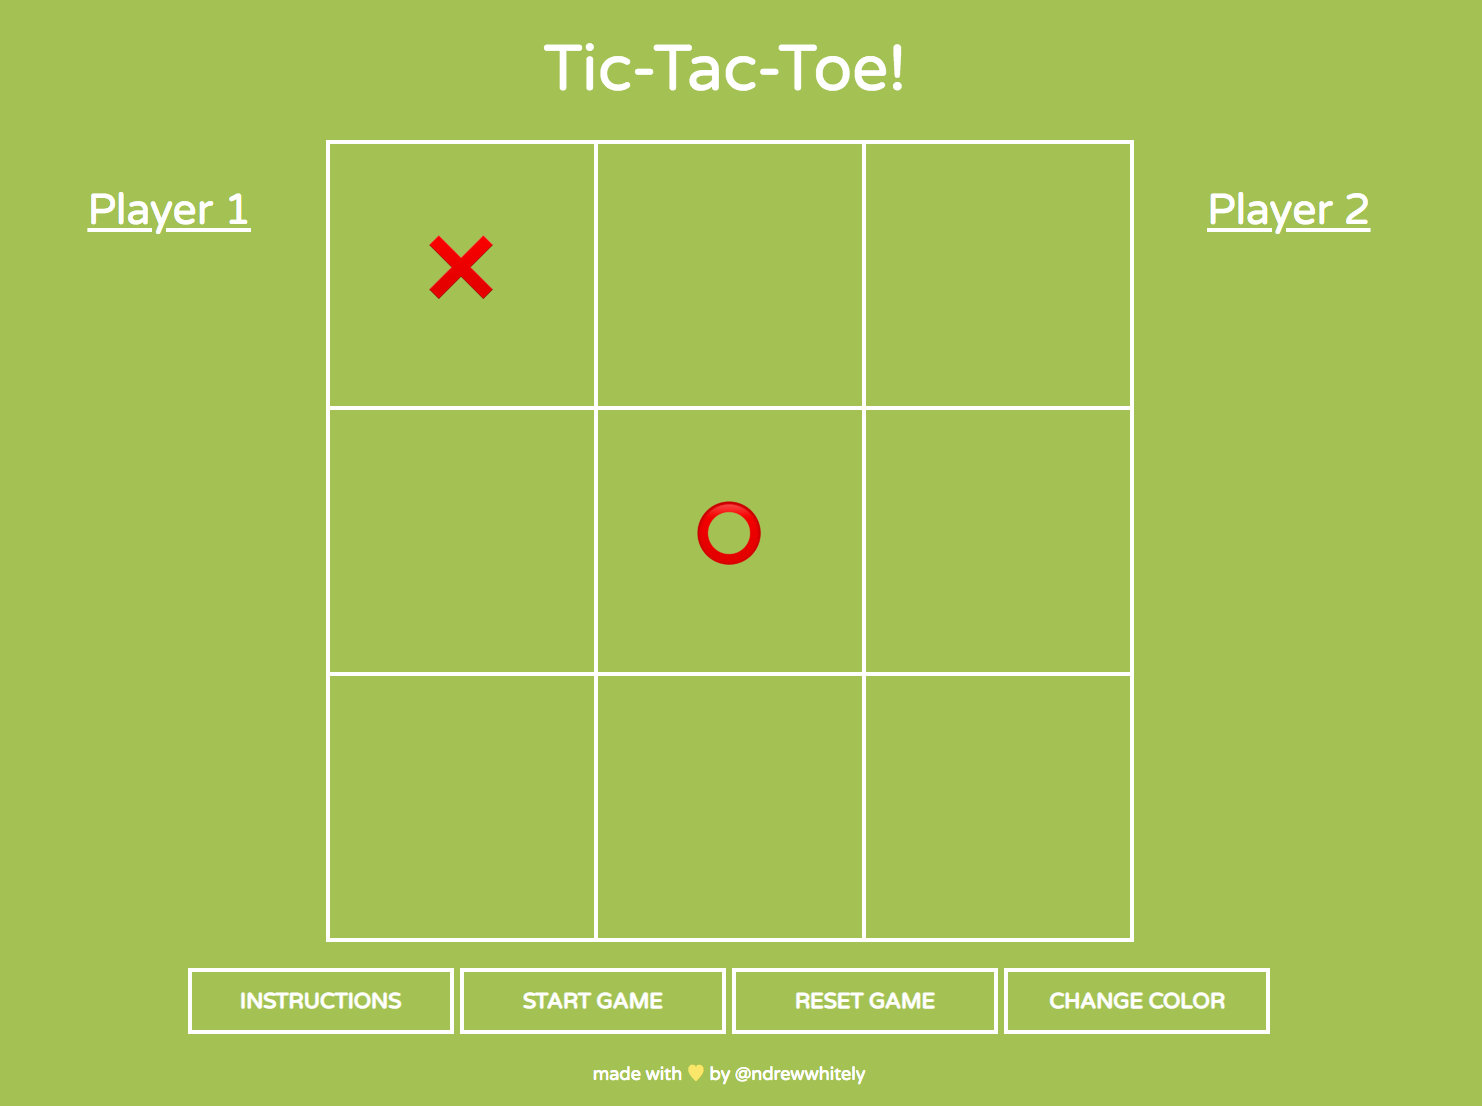 Tic-Tac-Toe!
Player 1
Player 2
INSTRUCTIONS
START GAME
RESET GAME
CHANGE COLOR
made with 💛 by @ndrewwhitely